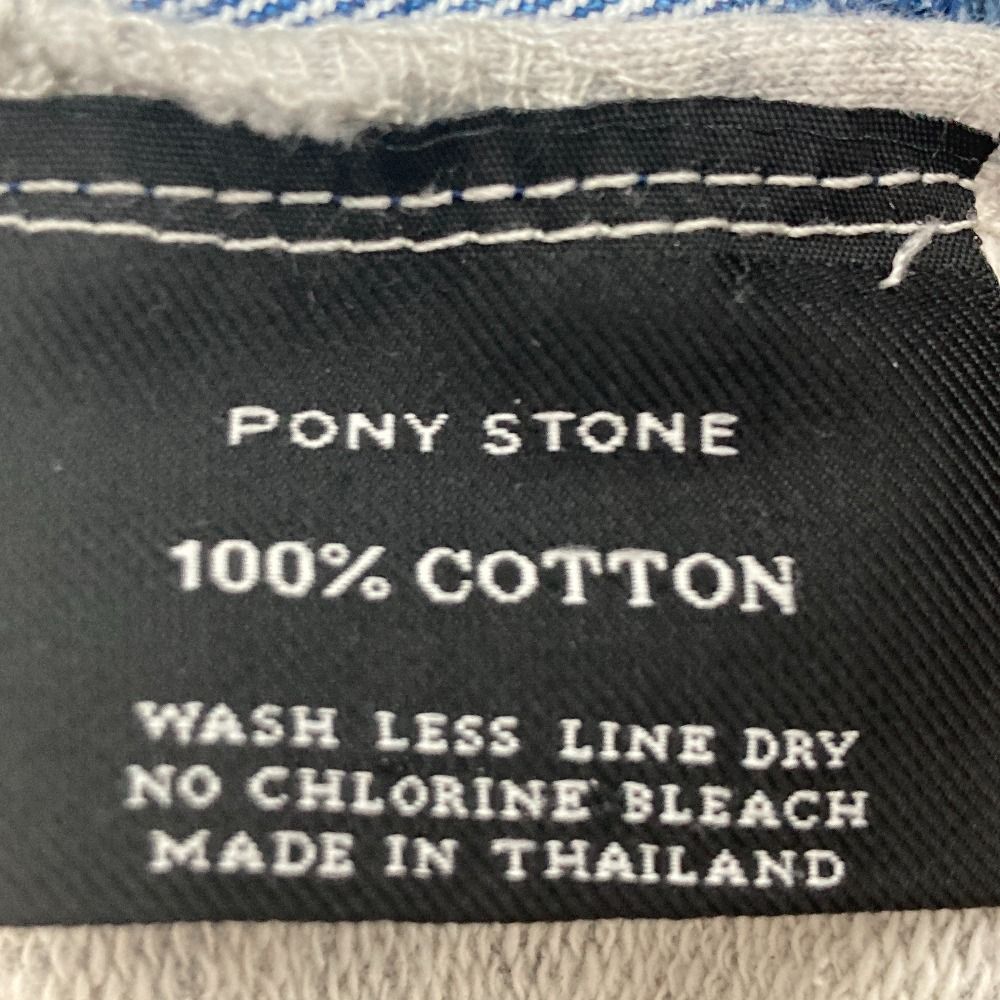 PONY STONE
100% COTTON
WASH LESS LINE DRY
NO CHLORINE BLEACH
MADE IN THAILAND